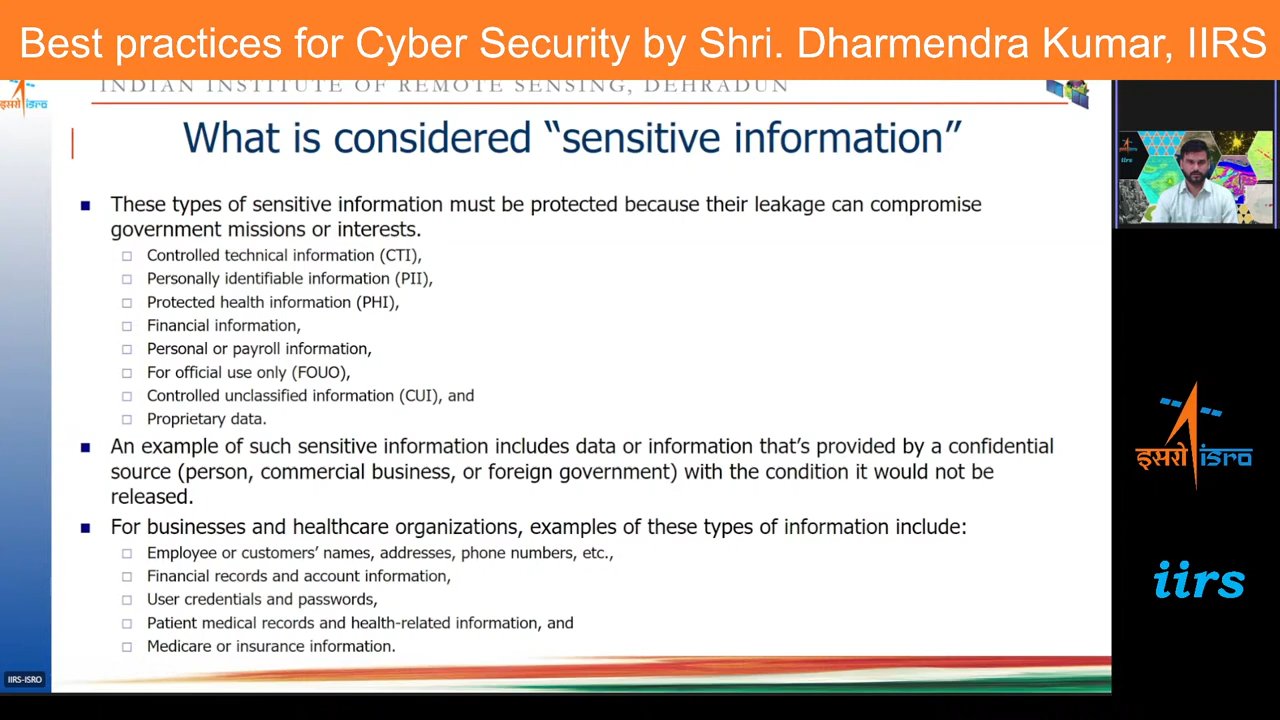 Best practices for Cyber Security by Shri. Dharmendra Kumar, IIRS
INDIAN INSTITUTE OF REMOTE SENSING, DEHRADUN
इसरो isro
What is considered “sensitive information”
These types of sensitive information must be protected because their leakage can compromise
government missions or interests.
Controlled technical information (CTI),
Personally identifiable information (PII),
Protected health information (PHI),
Financial information,
Personal or payroll information,
For official use only (FOUO),
Controlled unclassified information (CUI), and
Proprietary data.
An example of such sensitive information includes data or information that’s provided by a confidential
source (person, commercial business, or foreign government) with the condition it would not be
released.
For businesses and healthcare organizations, examples of these types of information include:
Employee or customers’ names, addresses, phone numbers, etc.,
Financial records and account information,
User credentials and passwords,
Patient medical records and health-related information, and
Medicare or insurance information.
IIRS-ISRO
iirs
इसरो isro
iirs